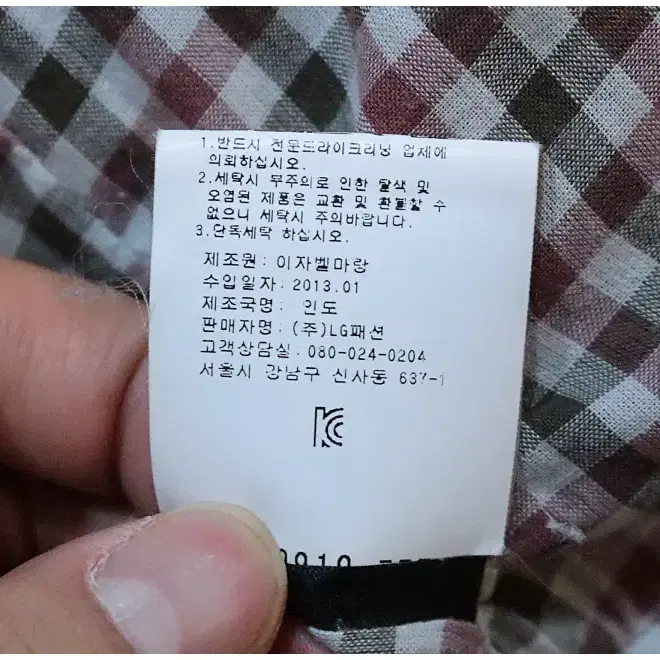 1.반드시 전문드라이크리닝 업체에
의뢰하십시오.
2.세탁시 부주의로 인한 탈색 및
오염된 제품은 교환 및 환불할 수
없으니 세탁시 주의바랍니다.
3.단독세탁 하십시오.
제조원: 이자벨마랑
수입일자: 2013.01
제조국명: 인도
판매자명: (주)LG패션
고객상담실: 080-024-0204
서울시 강남구 신사동 637-1
KC